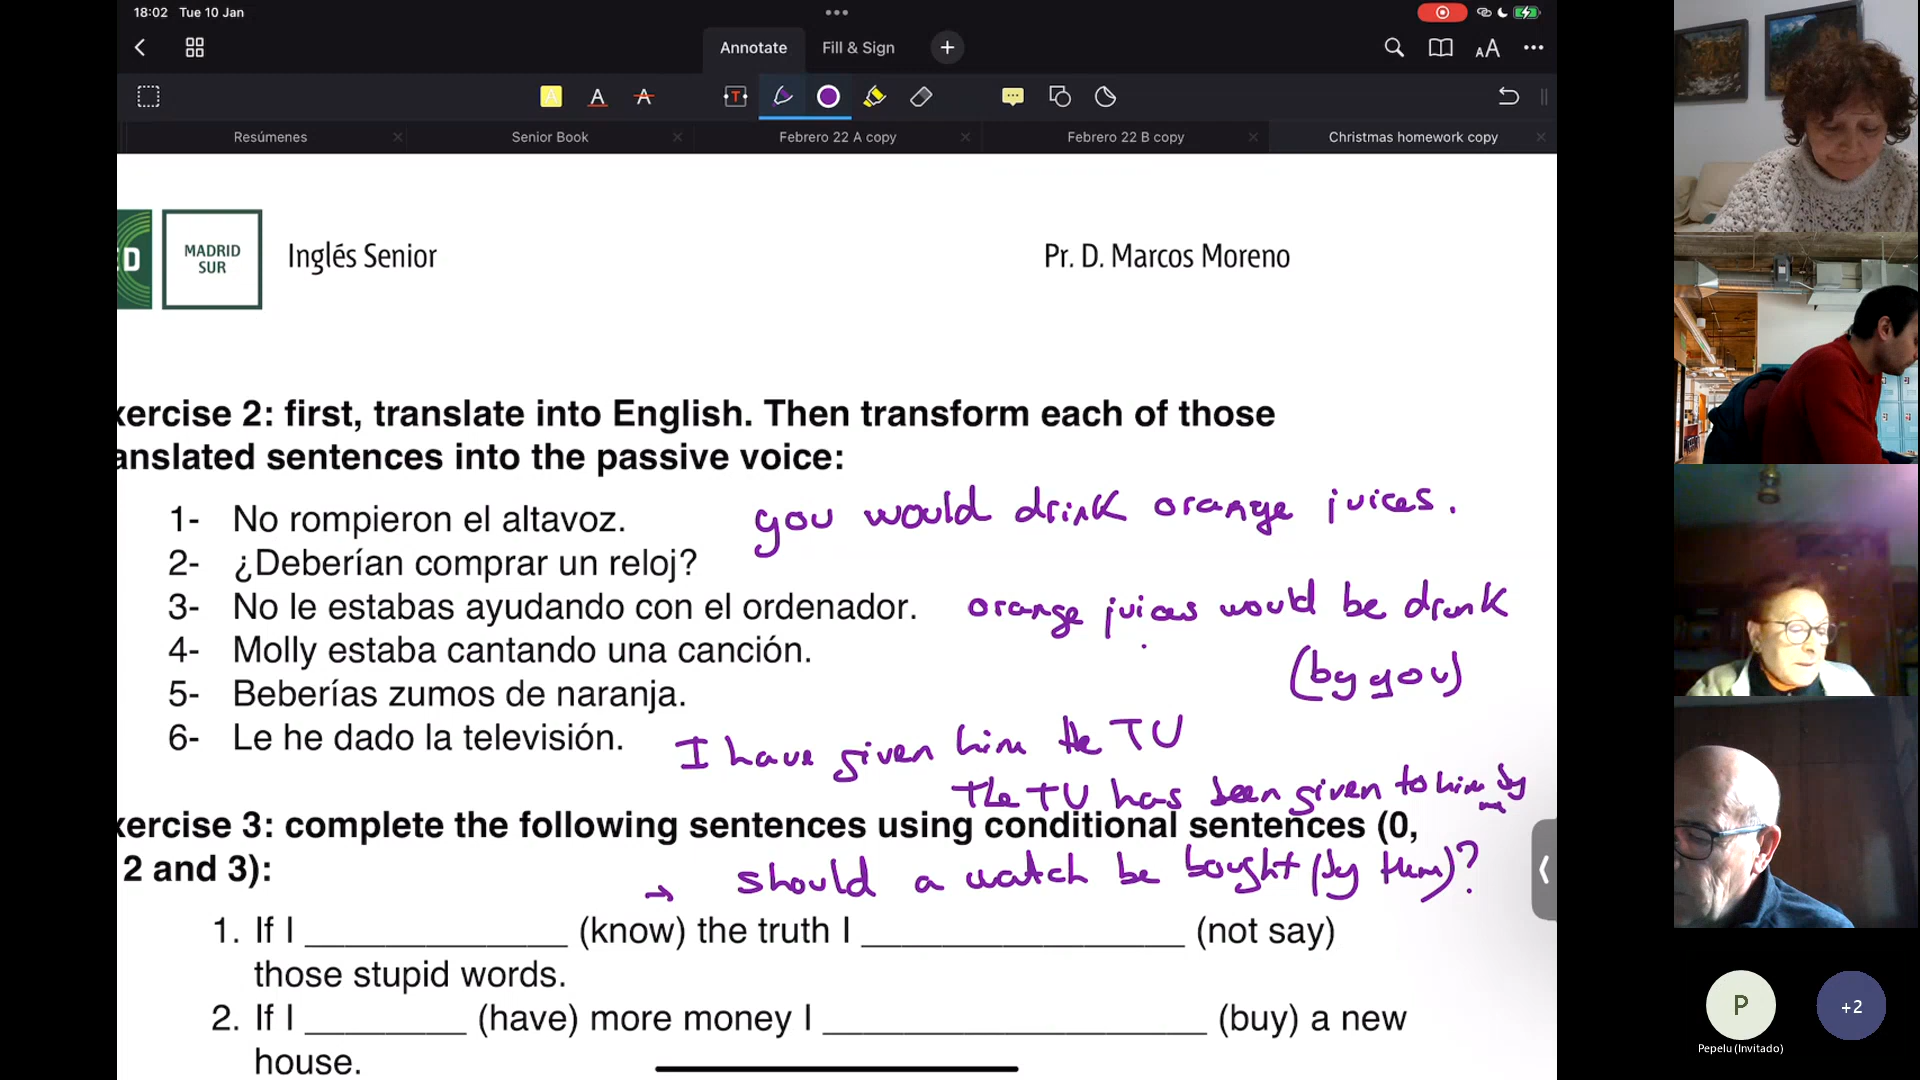 18:02 Tue 10 Jan
Annotate
Fill & Sign
Resúmenes
Senior Book
Febrero 22 A copy
Febrero 22 B copy
Christmas homework copy
D
MADRID
SUR
Inglés Senior
Pr. D. Marcos Moreno
xercise 2: first, translate into English. Then transform each of those
anslated sentences into the passive voice:
1- No rompieron el altavoz.
you would drink orange juices.
2- ¿Deberían comprar un reloj?
3- No le estabas ayudando con el ordenador.
orange juices would be drunk
4- Molly estaba cantando una canción.
(by you)
5- Beberías zumos de naranja.
6- Le he dado la televisión.
I have given him the TV
The TV has been given to him by
me
xercise 3: complete the following sentences using conditional sentences (0,
2 and 3):
→ should a watch be bought (by them)?
1. If I _____________ (know) the truth I ________________ (not say)
those stupid words.
2. If I ________ (have) more money I ___________________ (buy) a new
house.
P
+2
Pepelu (Invitado)